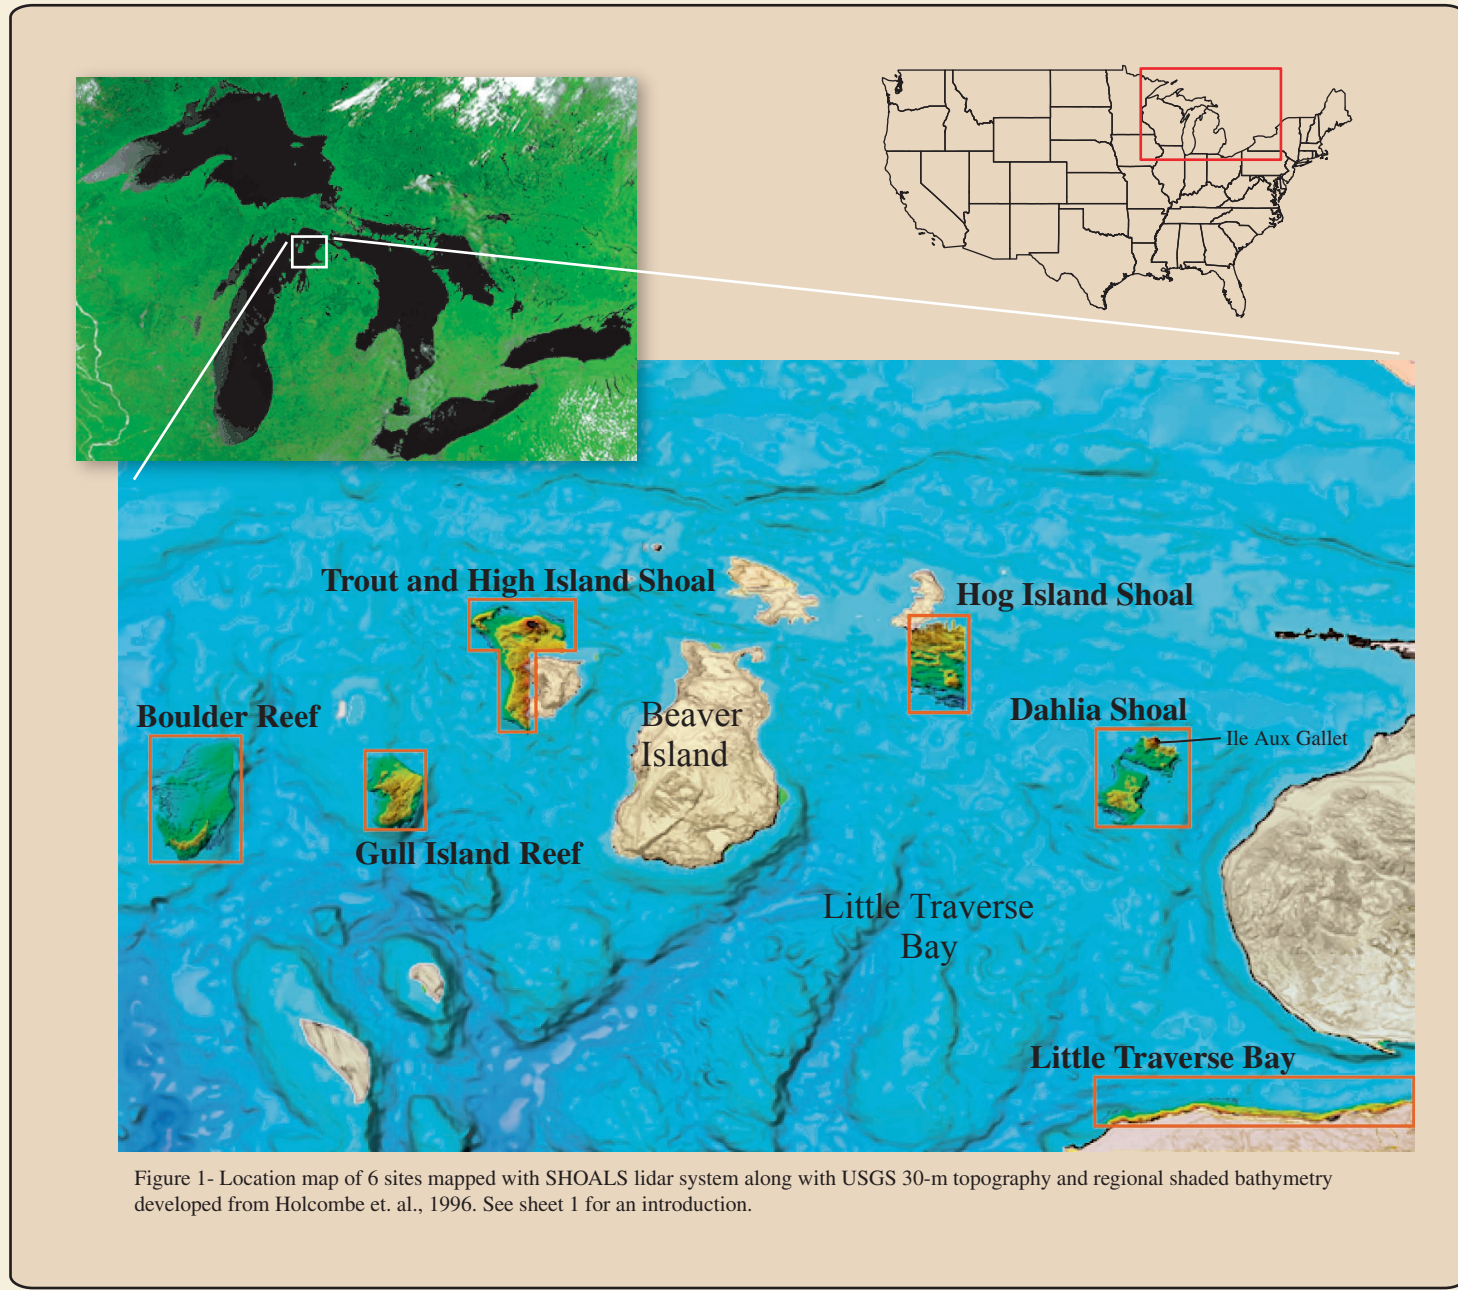 Trout and High Island Shoal
Hog Island Shoal
Boulder Reef
Beaver
Island
Dahlia Shoal
Ile Aux Gallet
Gull Island Reef
Little Traverse
Bay
Little Traverse Bay
Figure 1- Location map of 6 sites mapped with SHOALS lidar system along with USGS 30-m topography and regional shaded bathymetry
developed from Holcombe et. al., 1996. See sheet 1 for an introduction.